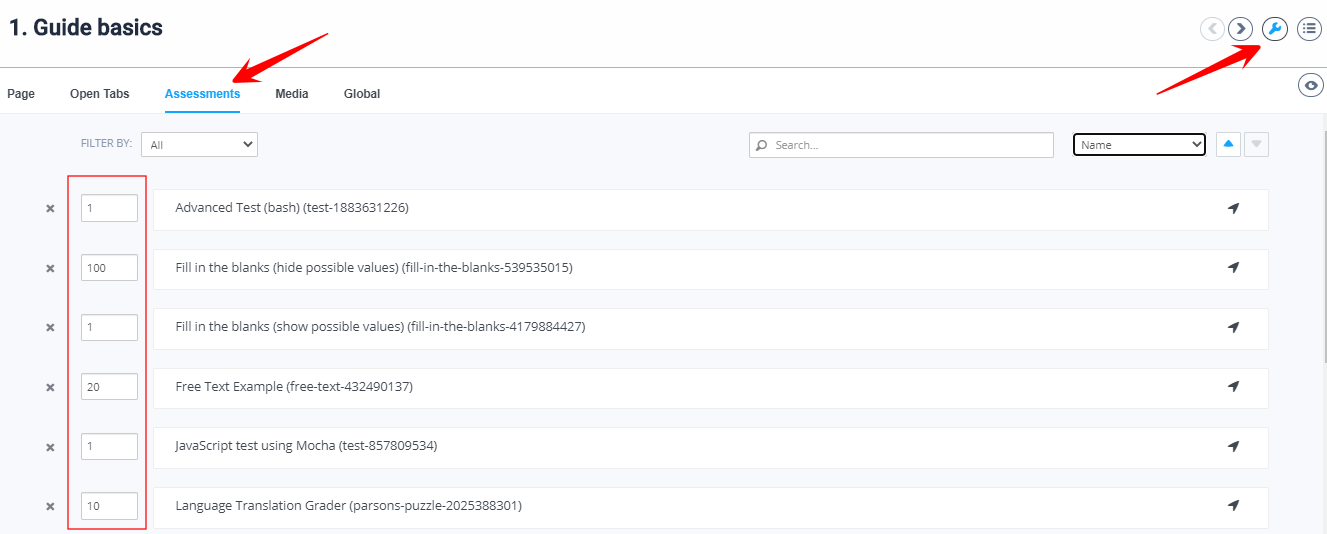 1. Guide basics
Page Open Tabs Assessments Media Global
FILTER BY: All Search... Name
1 Advanced Test (bash) (test-1883631226)
100 Fill in the blanks (hide possible values) (fill-in-the-blanks-539535015)
1 Fill in the blanks (show possible values) (fill-in-the-blanks-4179884427)
20 Free Text Example (free-text-432490137)
1 JavaScript test using Mocha (test-857809534)
10 Language Translation Grader (parsons-puzzle-2025388301)